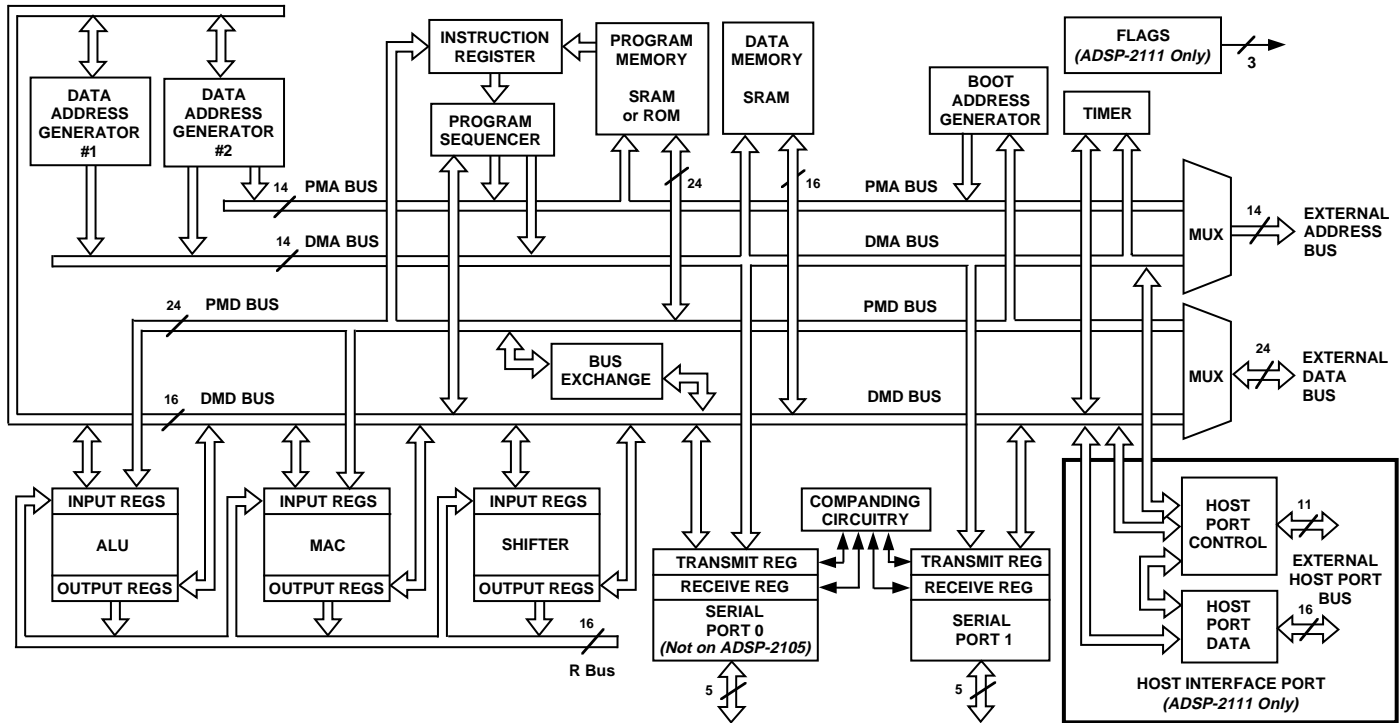 INSTRUCTION
REGISTER
PROGRAM
MEMORY
SRAM
or ROM
DATA
MEMORY
SRAM
FLAGS
(ADSP-2111 Only)
3
DATA
ADDRESS
GENERATOR
#1
DATA
ADDRESS
GENERATOR
#2
PROGRAM
SEQUENCER
BOOT
ADDRESS
GENERATOR
TIMER
14
PMA BUS
24
16
PMA BUS
14
DMA BUS
DMA BUS
MUX
14
EXTERNAL
ADDRESS
BUS
24
PMD BUS
PMD BUS
BUS
EXCHANGE
MUX
24
EXTERNAL
DATA
BUS
16
DMD BUS
DMD BUS
INPUT REGS
ALU
OUTPUT REGS
INPUT REGS
MAC
OUTPUT REGS
INPUT REGS
SHIFTER
OUTPUT REGS
16
R Bus
COMPANDING
CIRCUITRY
TRANSMIT REG
RECEIVE REG
SERIAL
PORT 0
(Not on ADSP-2105)
5
TRANSMIT REG
RECEIVE REG
SERIAL
PORT 1
5
HOST
PORT
CONTROL
11
EXTERNAL
HOST PORT
BUS
HOST
PORT
DATA
16
HOST INTERFACE PORT
(ADSP-2111 Only)